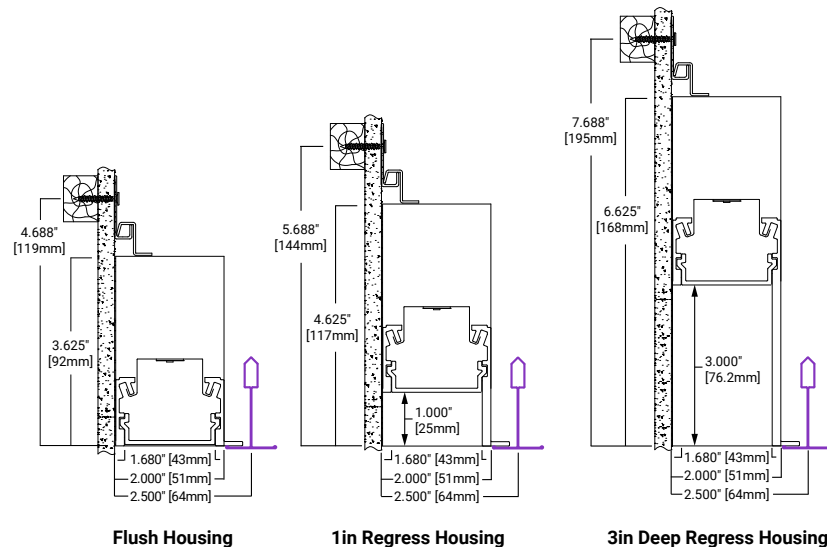 4.688"
[119mm]
3.625"
[92mm]
1.680" [43mm]
2.000" [51mm]
2.500" [64mm]
Flush Housing
5.688"
[144mm]
4.625"
[117mm]
1.000"
[25mm]
1.680" [43mm]
2.000" [51mm]
2.500" [64mm]
1in Regress Housing
7.688"
[195mm]
6.625"
[168mm]
3.000"
[76.2mm]
1.680" [43mm]
2.000" [51mm]
2.500" [64mm]
3in Deep Regress Housing